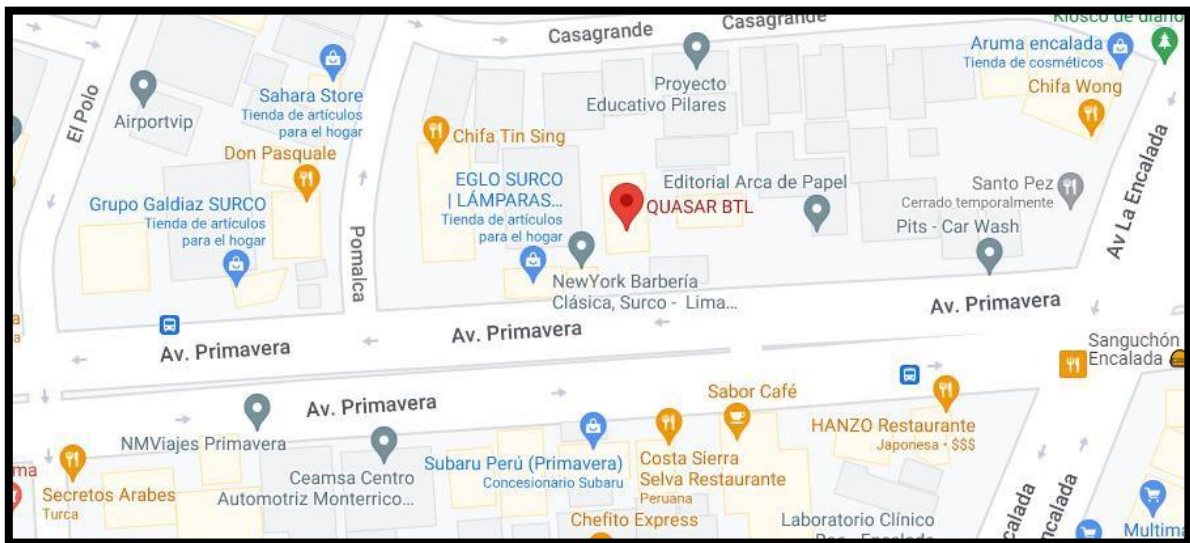 Casagrande
Casagrande
Kiosco de diario
Aruma encalada
Tienda de cosméticos
Chifa Wong
El Polo
Airportvip
Sahara Store
Tienda de artículos
para el hogar
Proyecto
Educativo Pilares
Chifa Tin Sing
Don Pasquale
Grupo Galdiaz SURCO
Tienda de artículos
para el hogar
EGLO SURCO
| LÁMPARAS...
Tienda de artículos
para el hogar
Editorial Arca de Papel
QUASAR BTL
Santo Pez
Cerrado temporalmente
Pits - Car Wash
Av La Encalada
Pomalca
NewYork Barbería
Clásica, Surco - Lima...
Av. Primavera
Av. Primavera
Av. Primavera
Sanguchón
Encalada
Av. Primavera
NMViajes Primavera
Sabor Café
HANZO Restaurante
Japonesa • $$$
Secretos Arabes
Turca
Ceamsa Centro
Automotriz Monterrico...
Subaru Perú (Primavera)
Concesionario Subaru
Costa Sierra
Selva Restaurante
Peruana
Chefito Express
Laboratorio Clínico
calada
ncalada
Multima
ma
a
a